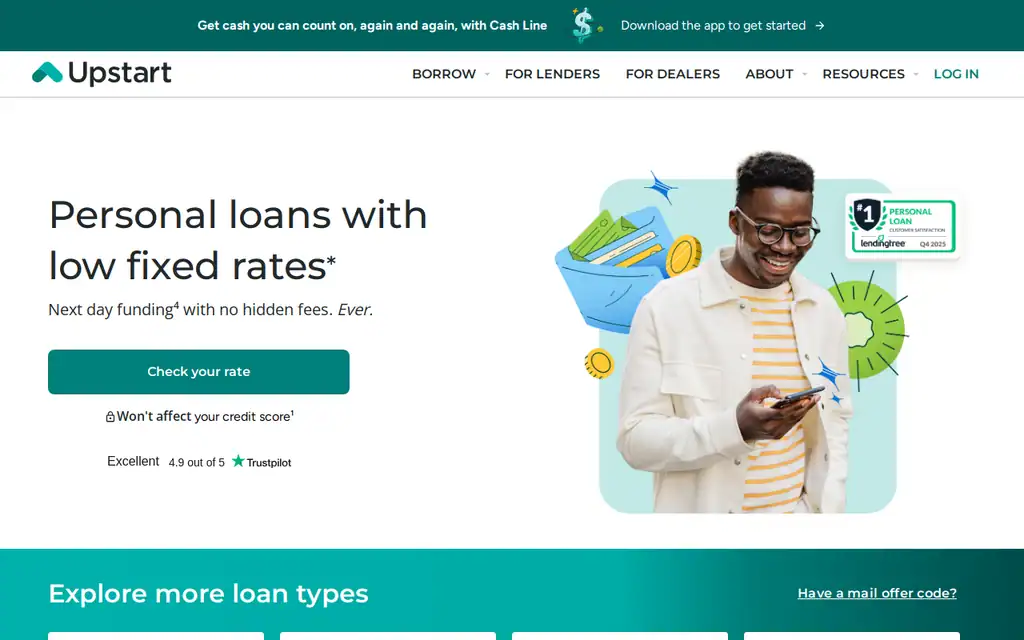 Get cash you can count on, again and again, with Cash Line
Download the app to get started →
Upstart
BORROW
FOR LENDERS
FOR DEALERS
ABOUT
RESOURCES
LOG IN
Personal loans with
low fixed rates*
Next day funding⁴ with no hidden fees. Ever.
Check your rate
Won't affect your credit score¹
Excellent 4.9 out of 5 Trustpilot
#1
PERSONAL
LOAN
CUSTOMER SATISFACTION
lendingtree Q4 2025
Explore more loan types
Have a mail offer code?